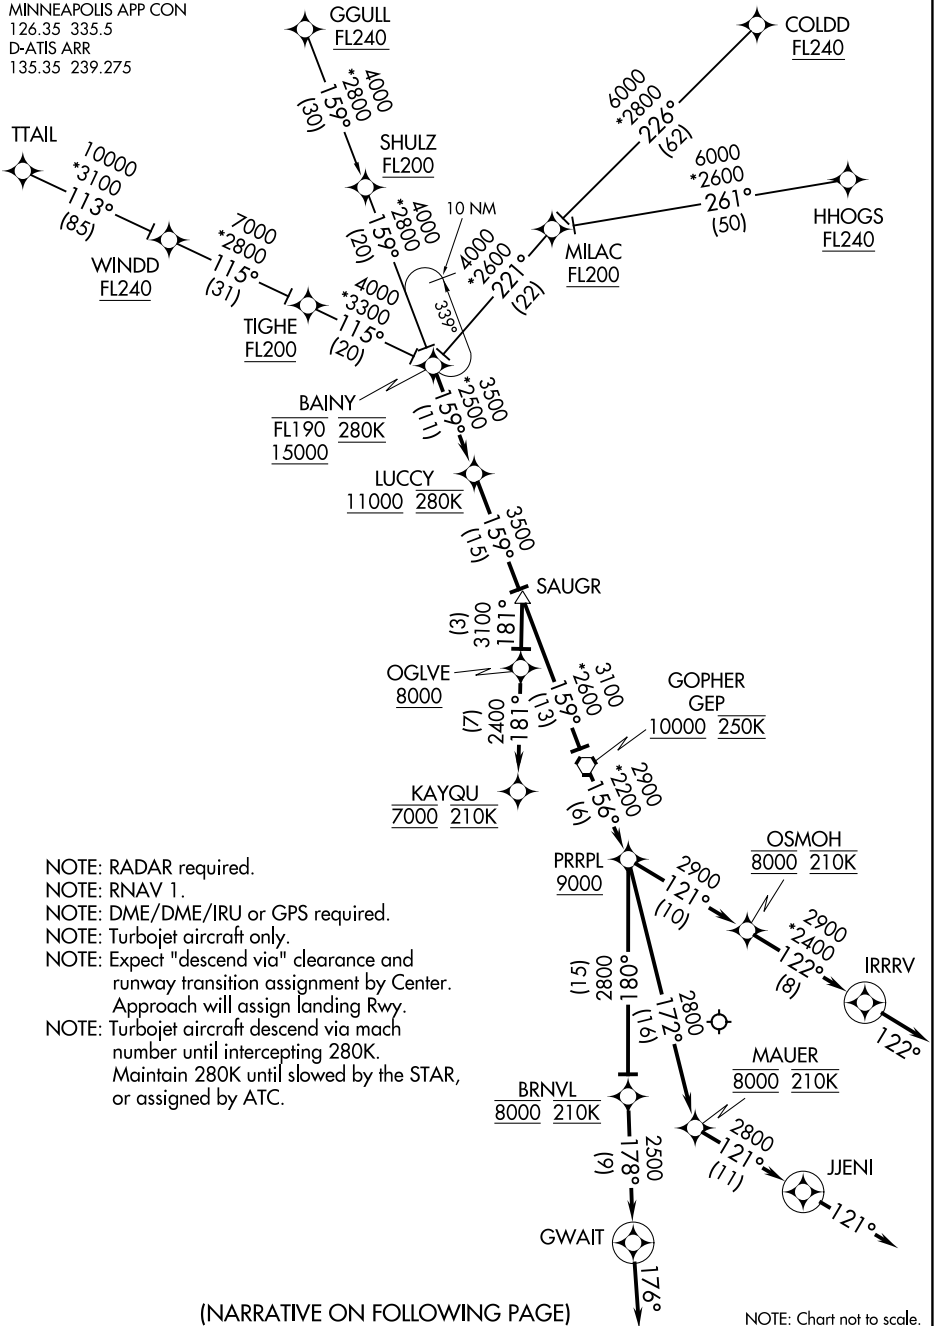 MINNEAPOLIS APP CON
126.35 335.5
D-ATIS ARR
135.35 239.275
GGULL
FL240
COLDD
FL240
4000
*2800
159°
(30)
6000
*2800
226°
(62)
TTAIL
10000
*3100
113°
(85)
SHULZ
FL200
6000
*2600
261°
(50)
HHOGS
FL240
4000
*2800
159°
(20)
10 NM
MILAC
FL200
WINDD
FL240
7000
*2800
115°
(31)
4000
*2600
221°
(22)
339°
TIGHE
FL200
4000
*3300
115°
(20)
BAINY
FL190 280K
15000
3500
*2500
159°
(11)
LUCCY
11000 280K
3500
159°
(15)
SAUGR
181°
3100
(3)
OGLVE
8000
3100
*2600
159°
(13)
GOPHER
GEP
10000 250K
181°
2400
(7)
KAYQU
7000 210K
2900
*2200
156°
(6)
PRRPL
9000
OSMOH
8000 210K
2900
121°
(10)
2900
*2400
122°
(8)
IRRRV
122°
NOTE: RADAR required.
NOTE: RNAV 1.
NOTE: DME/DME/IRU or GPS required.
NOTE: Turbojet aircraft only.
NOTE: Expect "descend via" clearance and
runway transition assignment by Center.
Approach will assign landing Rwy.
NOTE: Turbojet aircraft descend via mach
number until intercepting 280K.
Maintain 280K until slowed by the STAR,
or assigned by ATC.
180°
2800
(15)
2800
172°
(16)
MAUER
8000 210K
BRNVL
8000 210K
2800
121°
(11)
JJENI
121°
2500
178°
(9)
GWAIT
176°
(NARRATIVE ON FOLLOWING PAGE)
NOTE: Chart not to scale.